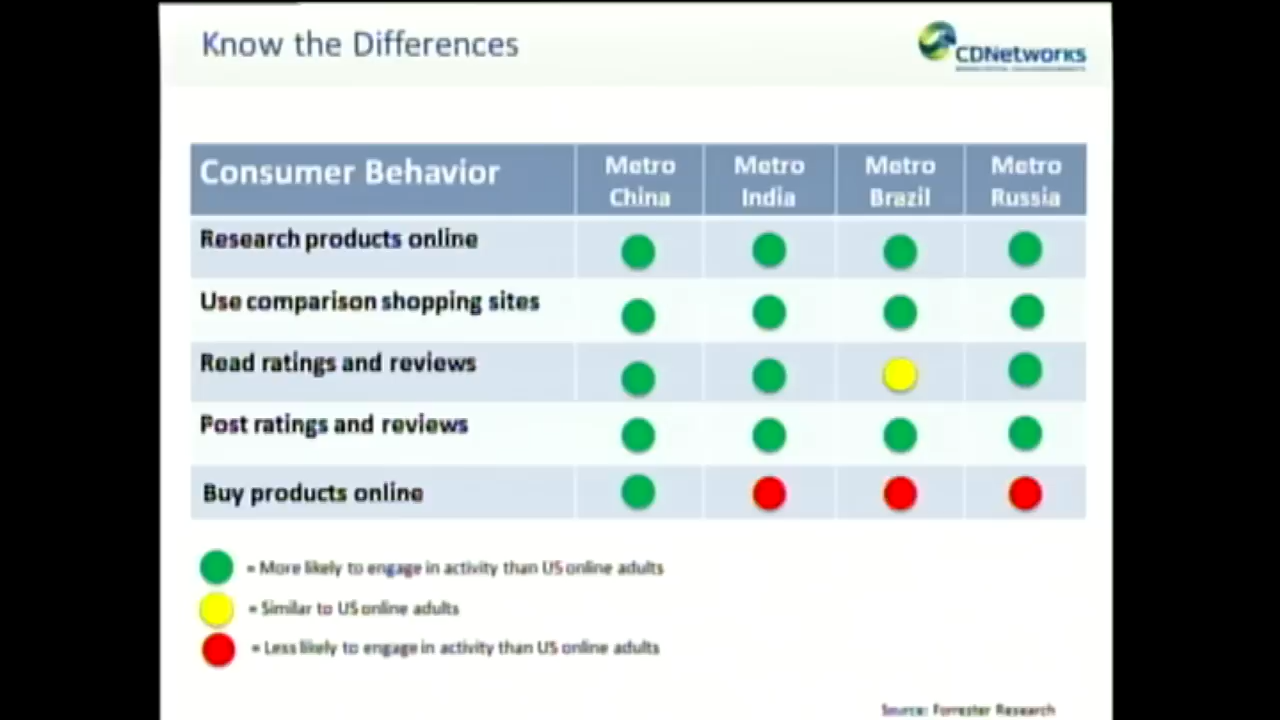 Know the Differences
CDNetworks
Consumer Behavior
Metro China
Metro India
Metro Brazil
Metro Russia
Research products online
Use comparison shopping sites
Read ratings and reviews
Post ratings and reviews
Buy products online
= More likely to engage in activity than US online adults
= Similar to US online adults
= Less likely to engage in activity than US online adults
Source: Forrester Research